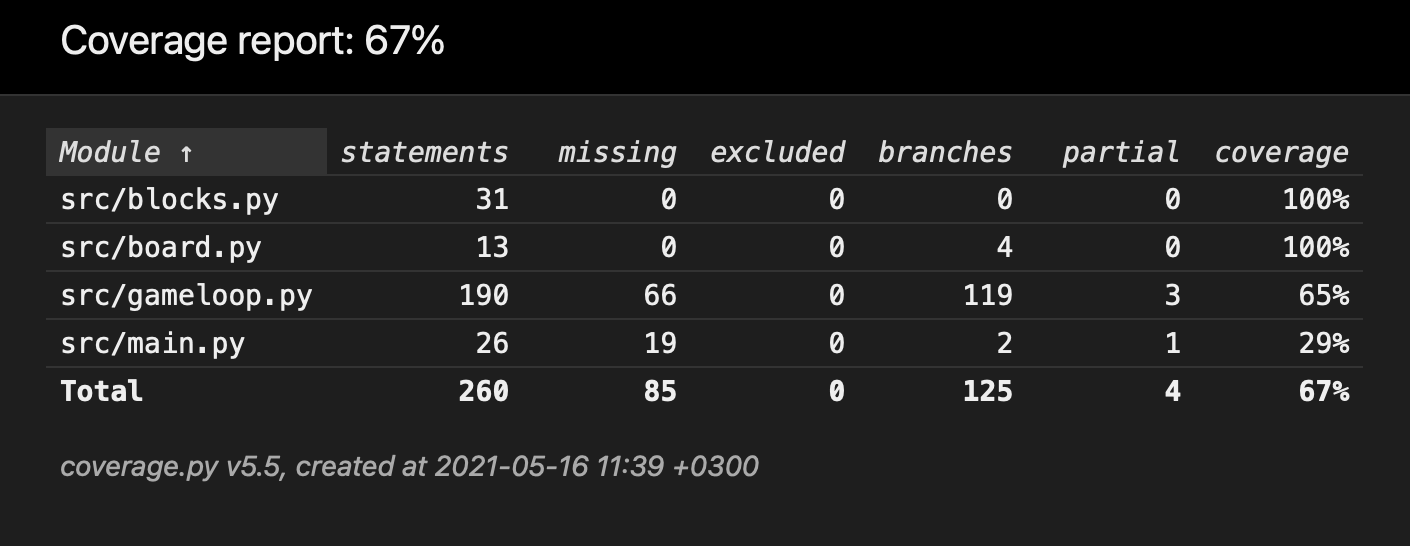 Coverage report: 67%
Module ↑ statements missing excluded branches partial coverage
src/blocks.py 31 0 0 0 0 100%
src/board.py 13 0 0 4 0 100%
src/gameloop.py 190 66 0 119 3 65%
src/main.py 26 19 0 2 1 29%
Total 260 85 0 125 4 67%
coverage.py v5.5, created at 2021-05-16 11:39 +0300